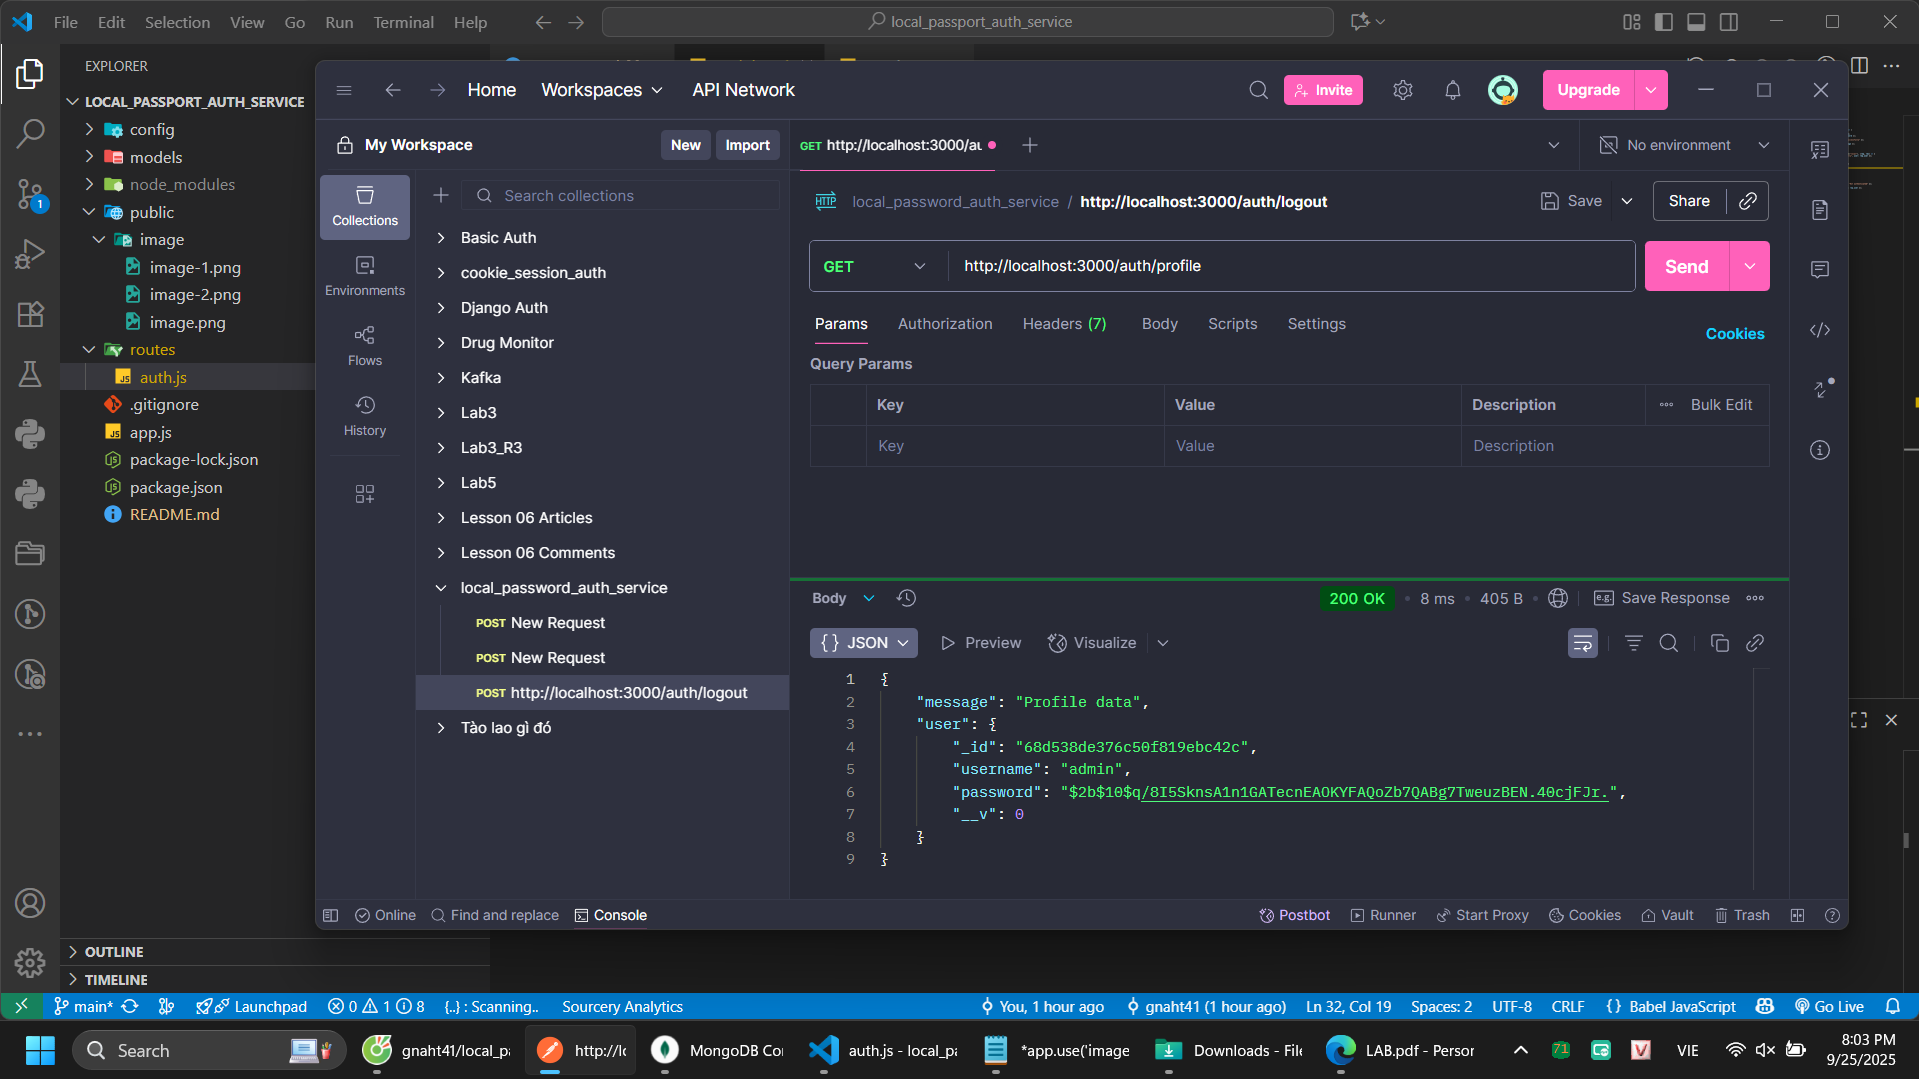 File Edit Selection View Go Run Terminal Help
local_passport_auth_service
EXPLORER
LOCAL_PASSPORT_AUTH_SERVICE
config
models
node_modules
public
image
image-1.png
image-2.png
image.png
routes
JS auth.js
.gitignore
JS app.js
package-lock.json
package.json
README.md
OUTLINE
TIMELINE
1
Home Workspaces API Network
Invite
Upgrade
My Workspace
New Import
GET http://localhost:3000/au
No environment
Collections
Environments
Flows
History
Search collections
Basic Auth
cookie_session_auth
Django Auth
Drug Monitor
Kafka
Lab3
Lab3_R3
Lab5
Lesson 06 Articles
Lesson 06 Comments
local_password_auth_service
POST New Request
POST New Request
POST http://localhost:3000/auth/logout
Tào lao gì đó
HTTP local_password_auth_service / http://localhost:3000/auth/logout
Save Share
GET http://localhost:3000/auth/profile
Send
Params Authorization Headers (7) Body Scripts Settings
Cookies
Query Params
Key Value Description Bulk Edit
Key Value Description
Body 200 OK 8 ms 405 B e.g. Save Response
{} JSON Preview Visualize
1 {
2 "message": "Profile data",
3 "user": {
4 "_id": "68d538de376c50f819ebc42c",
5 "username": "admin",
6 "password": "$2b$10$q/8I5SknsA1n1GATecnEAOKYFAQoZb7QABg7TweuzBEN.40cjFJr.",
7 "__v": 0
8 }
9 }
Online Find and replace Console
Postbot Runner Start Proxy Cookies Vault Trash
main* Launchpad 0 1 8 {..} : Scanning.. Sourcery Analytics
You, 1 hour ago gnaht41 (1 hour ago) Ln 32, Col 19 Spaces: 2 UTF-8 CRLF {} Babel JavaScript Go Live
Search
gnaht41/local_pa
http://lo
MongoDB Co
auth.js - local_pa
*app.use('image
Downloads - File
LAB.pdf - Person
71
V
VIE
8:03 PM
9/25/2025